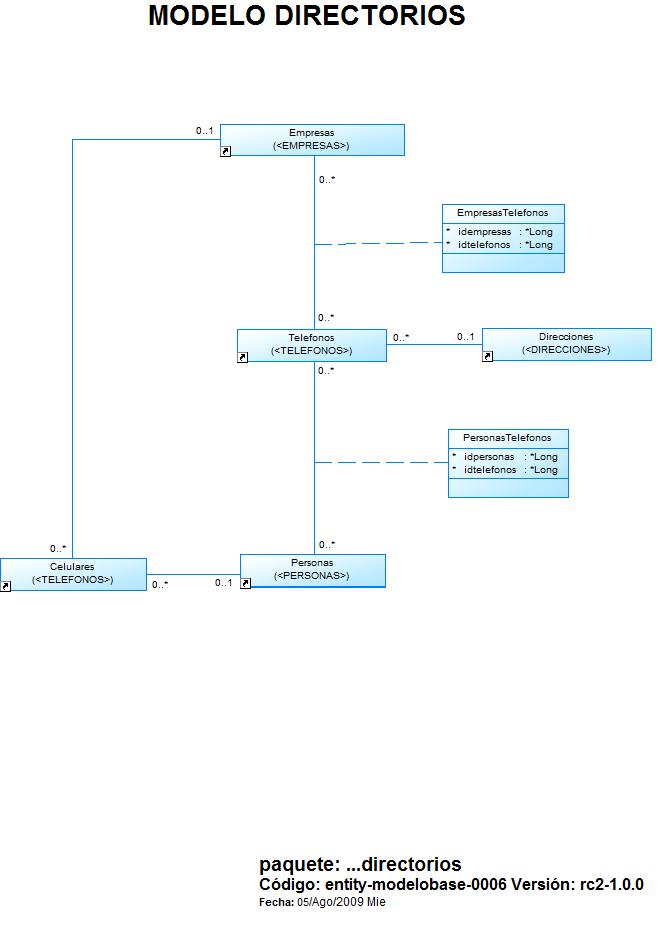 MODELO DIRECTORIOS
0..1
Empresas
(<EMPRESAS>)
0..*
EmpresasTelefonos
* idempresas : *Long
* idtelefonos : *Long
0..*
Telefonos
(<TELEFONOS>)
0..*
0..1
Direcciones
(<DIRECCIONES>)
0..*
PersonasTelefonos
* idpersonas : *Long
* idtelefonos : *Long
0..*
0..*
Celulares
(<TELEFONOS>)
0..*
0..1
Personas
(<PERSONAS>)
paquete: ...directorios
Código: entity-modelobase-0006 Versión: rc2-1.0.0
Fecha: 05/Ago/2009 Mie